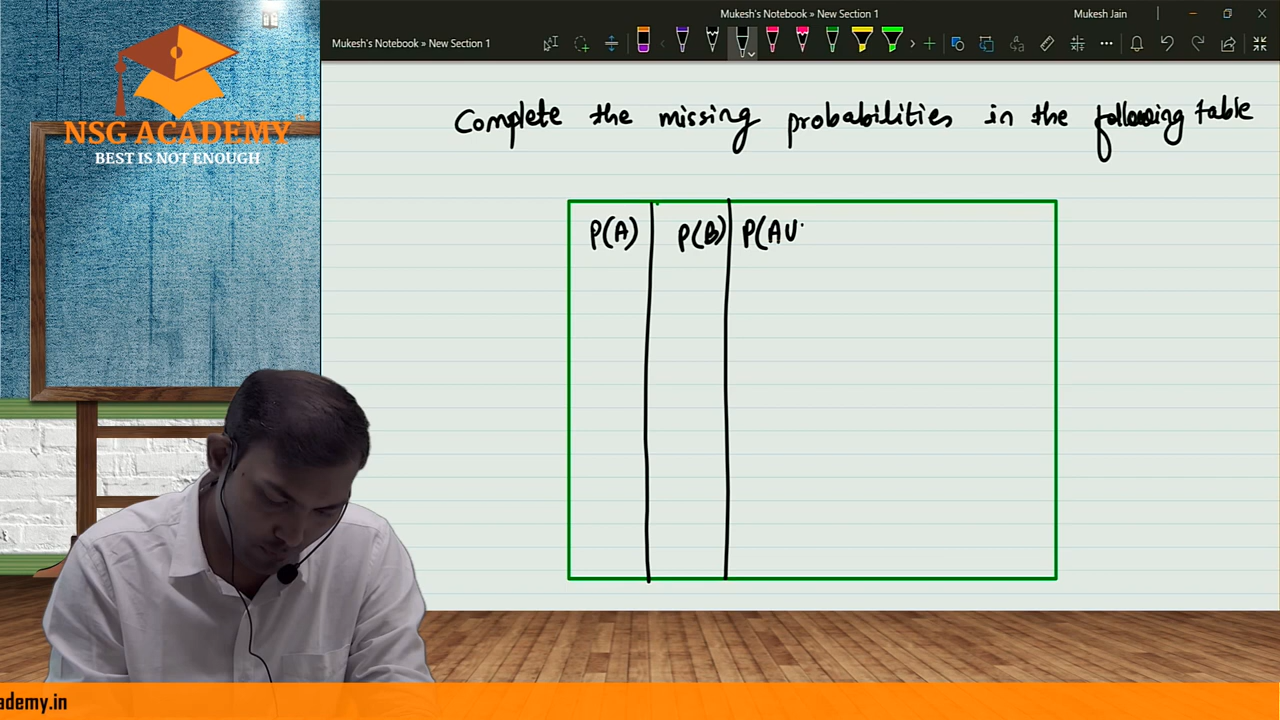 Mukesh's Notebook » New Section 1
Mukesh Jain
Mukesh's Notebook » New Section 1
NSG ACADEMY
BEST IS NOT ENOUGH
Complete the missing probabilities in the following table
P(A) P(B) P(AU
ademy.in